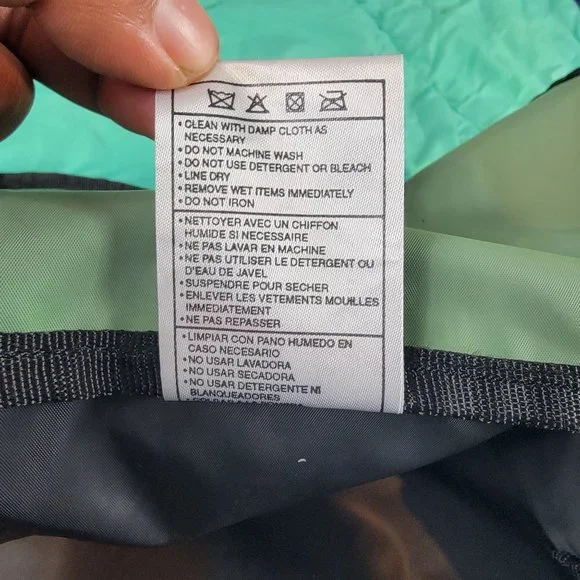 • CLEAN WITH DAMP CLOTH AS
NECESSARY
• DO NOT MACHINE WASH
• DO NOT USE DETERGENT OR BLEACH
• LINE DRY
• REMOVE WET ITEMS IMMEDIATELY
• DO NOT IRON
• NETTOYER AVEC UN CHIFFON
HUMIDE SI NECESSAIRE
• NE PAS LAVAR EN MACHINE
• NE PAS UTILISER LE DETERGENT OU
D'EAU DE JAVEL
• SUSPENDRE POUR SECHER
• ENLEVER LES VETEMENTS MOUILLES
IMMEDIATEMENT
• NE PAS REPASSER
• LIMPIAR CON PANO HUMEDO EN
CASO NECESARIO
• NO USAR LAVADORA
• NO USAR SECADORA
• NO USAR DETERGENTE NI
BLANQUEADORES